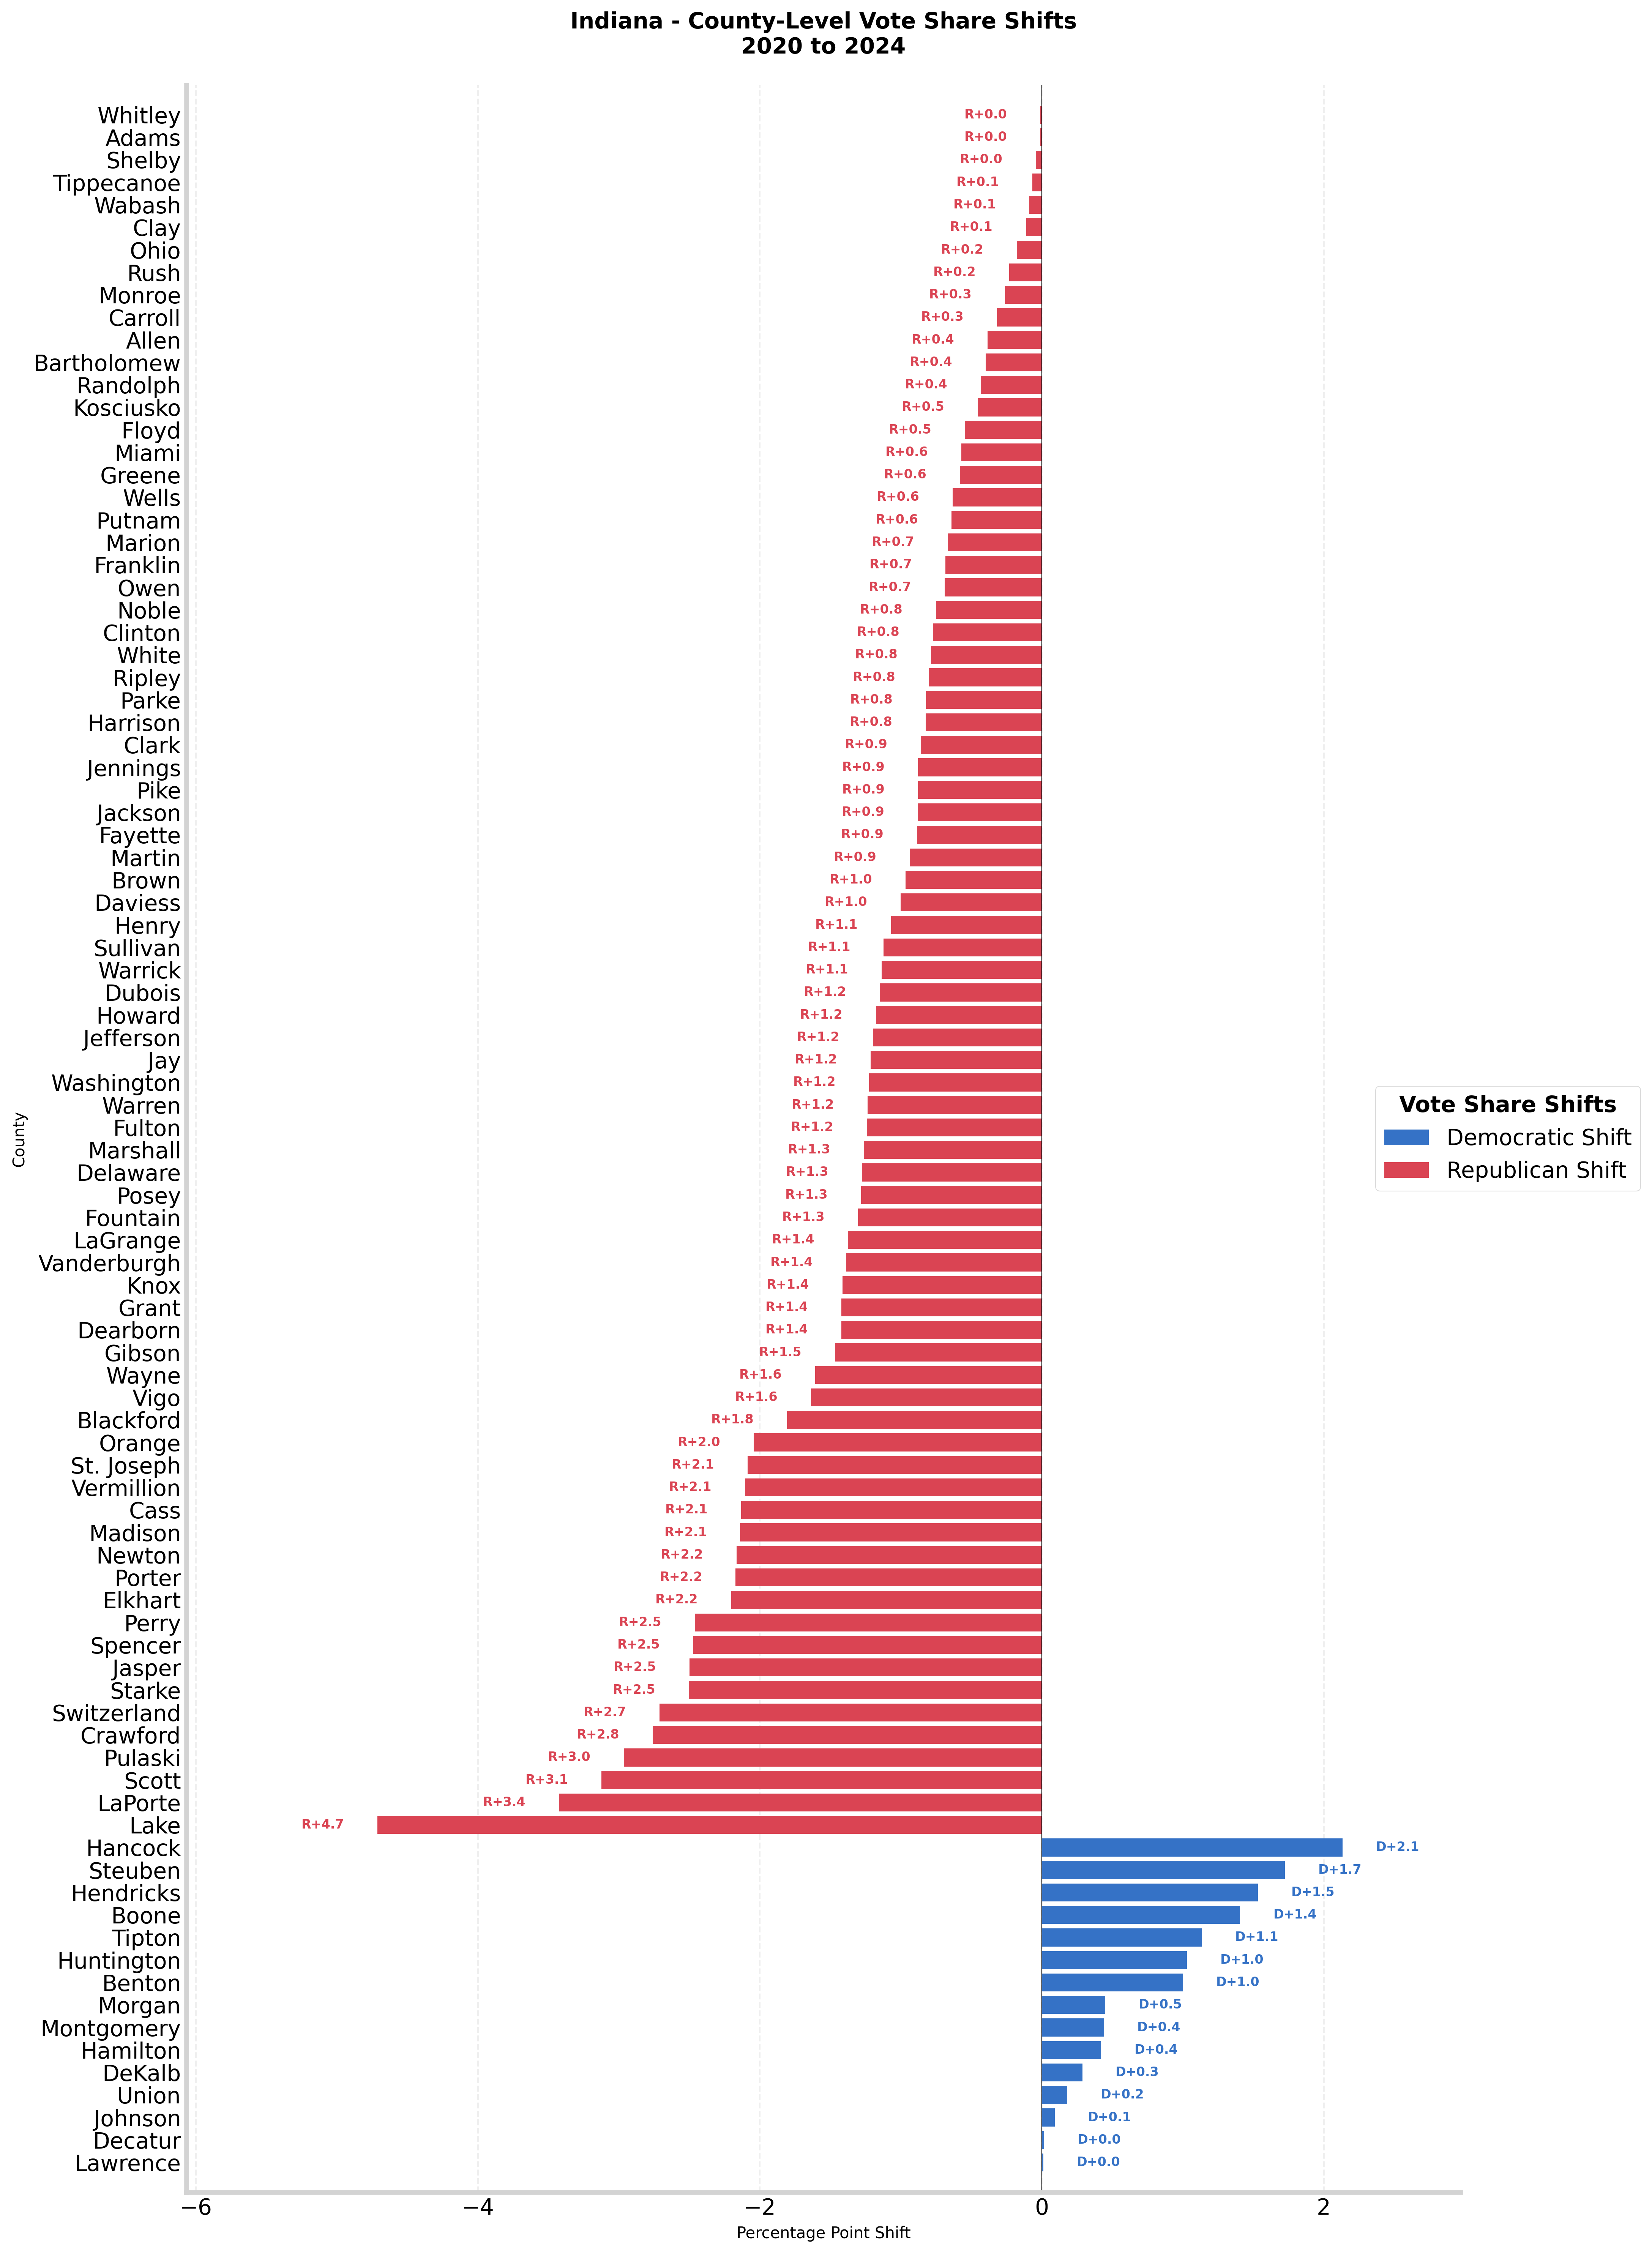 Indiana - County-Level Vote Share Shifts
2020 to 2024
Whitley R+0.0
Adams R+0.0
Shelby R+0.0
Tippecanoe R+0.1
Wabash R+0.1
Clay R+0.1
Ohio R+0.2
Rush R+0.2
Monroe R+0.3
Carroll R+0.3
Allen R+0.4
Bartholomew R+0.4
Randolph R+0.4
Kosciusko R+0.5
Floyd R+0.5
Miami R+0.6
Greene R+0.6
Wells R+0.6
Putnam R+0.6
Marion R+0.7
Franklin R+0.7
Owen R+0.7
Noble R+0.8
Clinton R+0.8
White R+0.8
Ripley R+0.8
Parke R+0.8
Harrison R+0.8
Clark R+0.9
Jennings R+0.9
Pike R+0.9
Jackson R+0.9
Fayette R+0.9
Martin R+0.9
Brown R+1.0
Daviess R+1.0
Henry R+1.1
Sullivan R+1.1
Warrick R+1.1
Dubois R+1.2
Howard R+1.2
Jefferson R+1.2
Jay R+1.2
Washington R+1.2
Warren R+1.2
Fulton R+1.2
Marshall R+1.3
Delaware R+1.3
Posey R+1.3
Fountain R+1.3
LaGrange R+1.4
Vanderburgh R+1.4
Knox R+1.4
Grant R+1.4
Dearborn R+1.4
Gibson R+1.5
Wayne R+1.6
Vigo R+1.6
Blackford R+1.8
Orange R+2.0
St. Joseph R+2.1
Vermillion R+2.1
Cass R+2.1
Madison R+2.1
Newton R+2.2
Porter R+2.2
Elkhart R+2.2
Perry R+2.5
Spencer R+2.5
Jasper R+2.5
Starke R+2.5
Switzerland R+2.7
Crawford R+2.8
Pulaski R+3.0
Scott R+3.1
LaPorte R+3.4
Lake R+4.7
Hancock D+2.1
Steuben D+1.7
Hendricks D+1.5
Boone D+1.4
Tipton D+1.1
Huntington D+1.0
Benton D+1.0
Morgan D+0.5
Montgomery D+0.4
Hamilton D+0.4
DeKalb D+0.3
Union D+0.2
Johnson D+0.1
Decatur D+0.0
Lawrence D+0.0
County
−6 −4 −2 0 2
Percentage Point Shift
Vote Share Shifts
Democratic Shift
Republican Shift